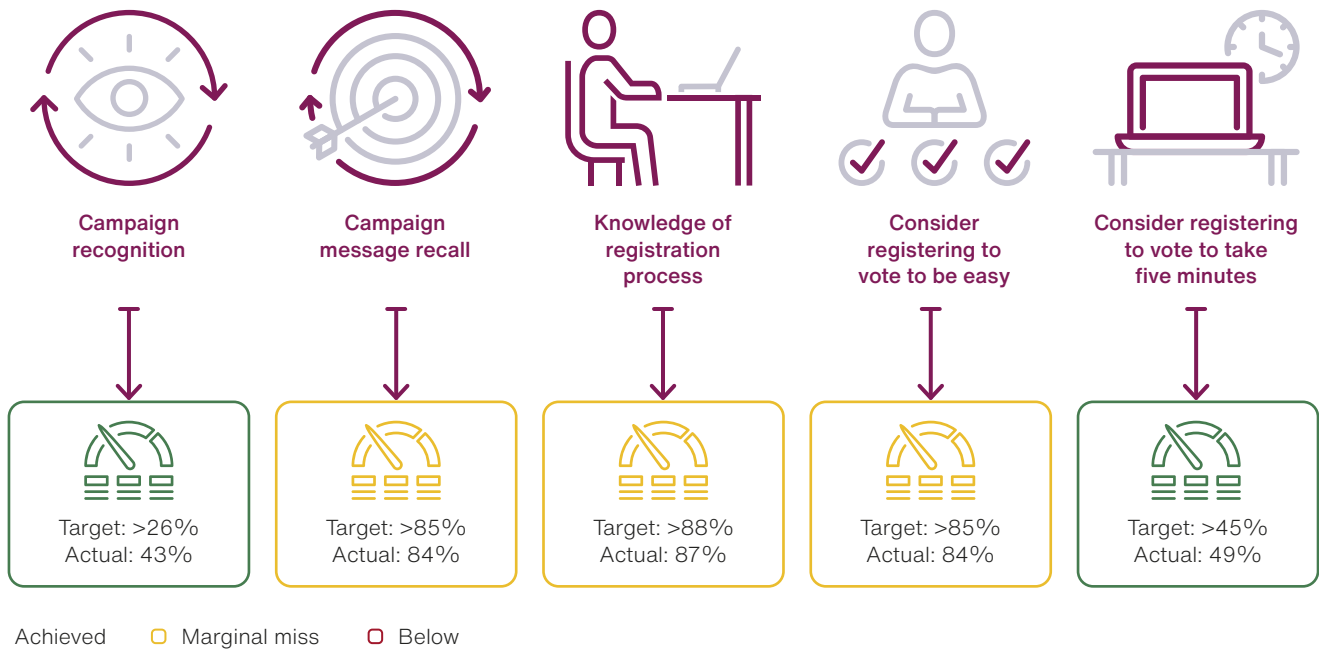 Campaign
recognition
Campaign
message recall
Knowledge of
registration
process
Consider
registering to
vote to be easy
Consider registering
to vote to take
five minutes
Target: >26%
Actual: 43%
Target: >85%
Actual: 84%
Target: >88%
Actual: 87%
Target: >85%
Actual: 84%
Target: >45%
Actual: 49%
Achieved Marginal miss Below